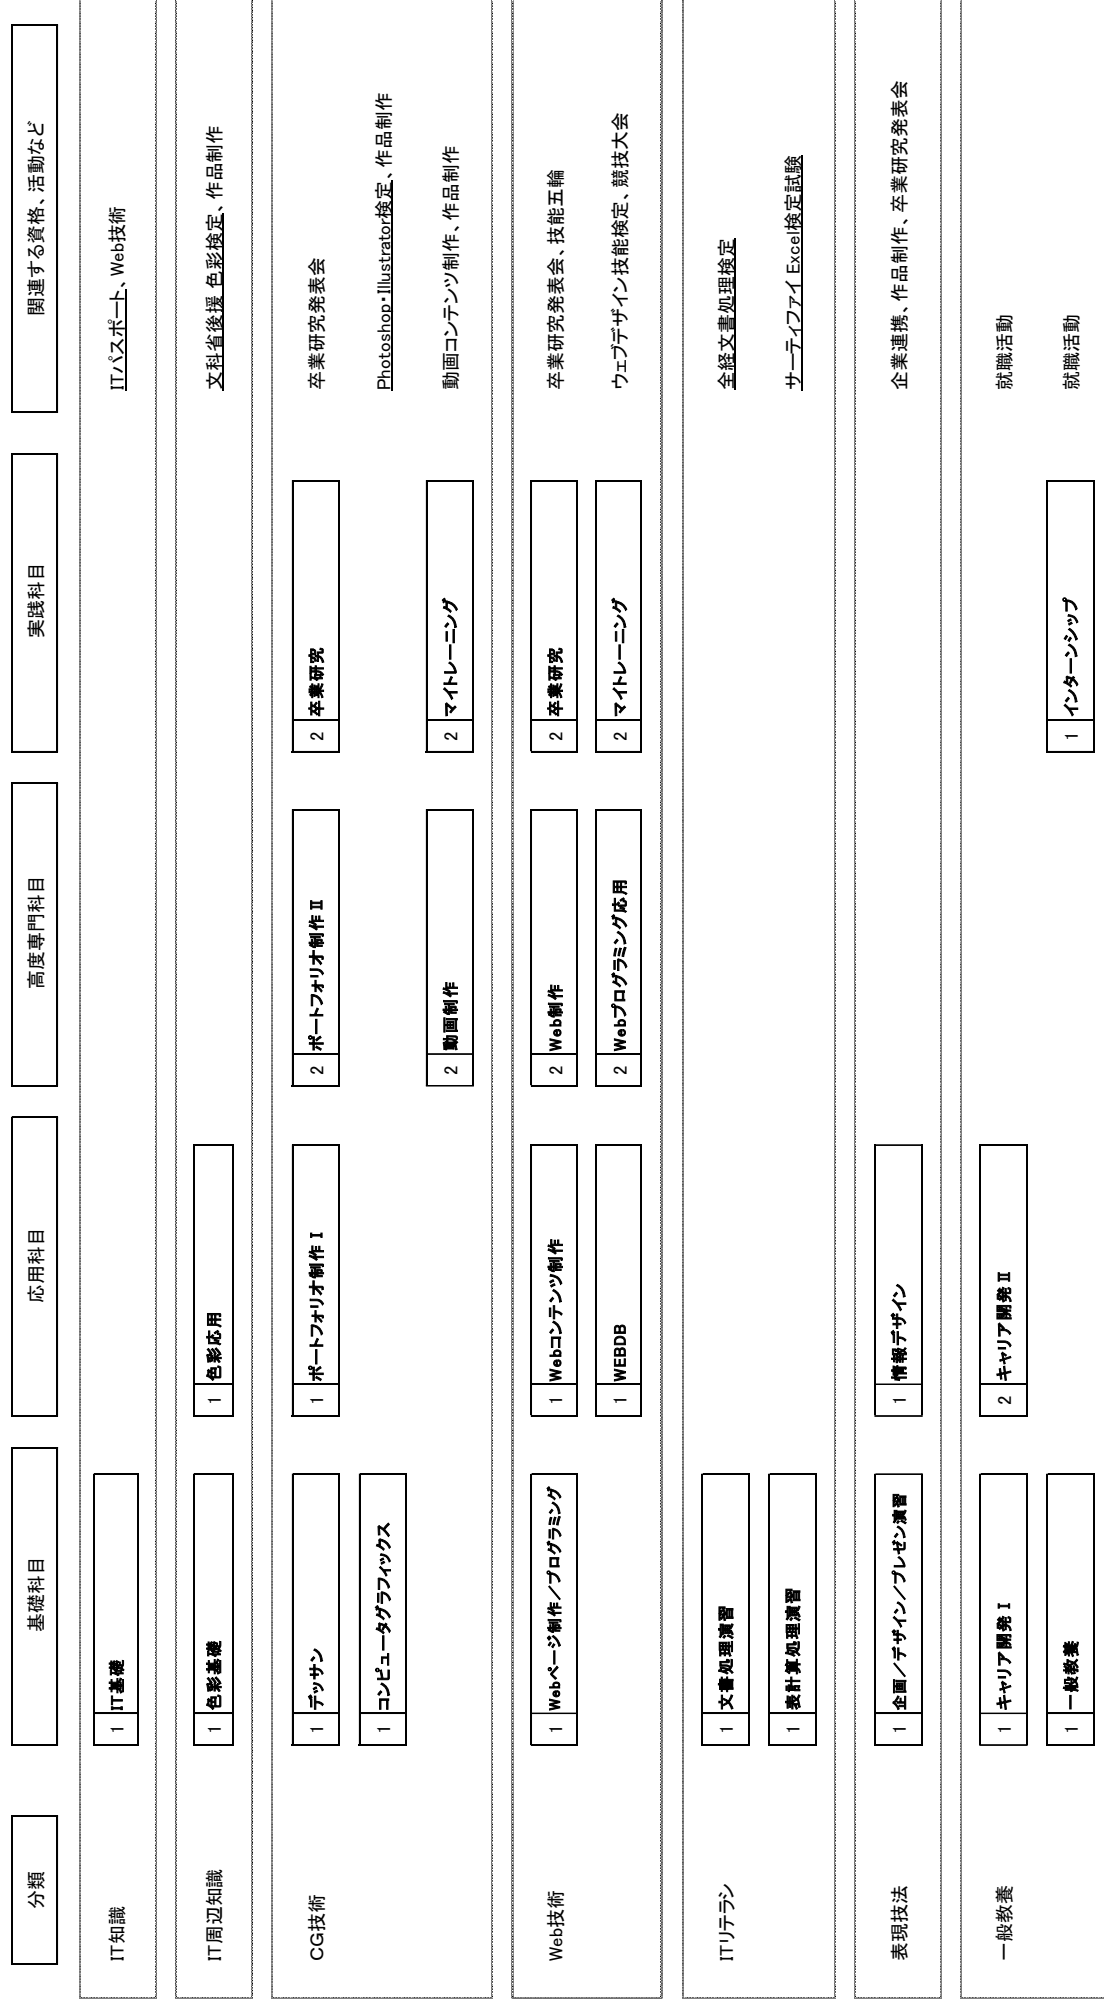 分類
基礎科目
応用科目
高度専門科目
実践科目
関連する資格、活動など
IT知識
1 IT基礎
ITパスポート、Web技術
IT周辺知識
1 色彩基礎
1 色彩応用
文科省後援 色彩検定、作品制作
CG技術
1 デッサン
1 ポートフォリオ制作Ⅰ
2 ポートフォリオ制作Ⅱ
2 卒業研究
卒業研究発表会
1 コンピュータグラフィックス
Photoshop・Illustrator検定、作品制作
2 動画制作
2 マイトレーニング
動画コンテンツ制作、作品制作
Web技術
1 Webページ制作／プログラミング
1 Webコンテンツ制作
2 Web制作
2 卒業研究
卒業研究発表会、技能五輪
1 WEBDB
2 Webプログラミング応用
2 マイトレーニング
ウェブデザイン技能検定、競技大会
ITリテラシ
1 文書処理演習
全経文書処理検定
1 表計算処理演習
サーティファイ Excel検定試験
表現技法
1 企画／デザイン／プレゼン演習
1 情報デザイン
企業連携、作品制作、卒業研究発表会
一般教養
1 キャリア開発Ⅰ
2 キャリア開発Ⅱ
就職活動
1 一般教養
1 インターンシップ
就職活動